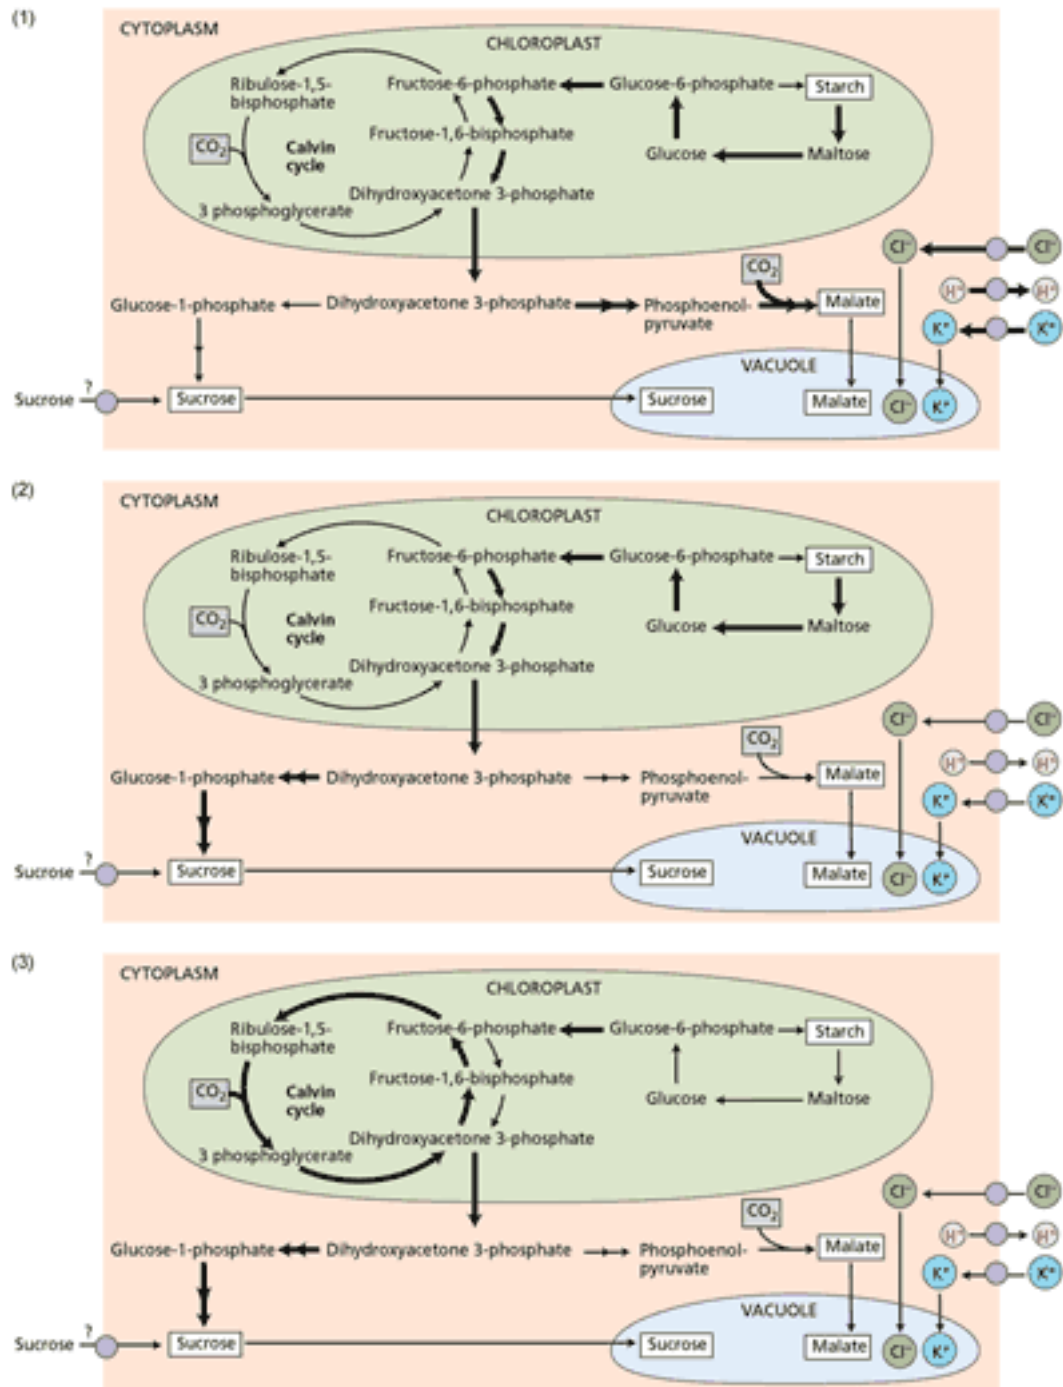 (1)
CYTOPLASM
CHLOROPLAST
Ribulose-1,5-
bisphosphate
Fructose-6-phosphate
Glucose-6-phosphate
Starch
Fructose-1,6-bisphosphate
CO2
Calvin
cycle
Glucose
Maltose
Dihydroxyacetone 3-phosphate
3 phosphoglycerate
Cl⁻
Cl⁻
CO2
H⁺
H⁺
Glucose-1-phosphate
Dihydroxyacetone 3-phosphate
Phosphoenol-
pyruvate
Malate
K⁺
K⁺
VACUOLE
Sucrose
?
Sucrose
Sucrose
Malate
Cl⁻
K⁺
(2)
CYTOPLASM
CHLOROPLAST
Ribulose-1,5-
bisphosphate
Fructose-6-phosphate
Glucose-6-phosphate
Starch
Fructose-1,6-bisphosphate
CO2
Calvin
cycle
Glucose
Maltose
Dihydroxyacetone 3-phosphate
3 phosphoglycerate
Cl⁻
Cl⁻
CO2
H⁺
H⁺
Glucose-1-phosphate
Dihydroxyacetone 3-phosphate
Phosphoenol-
pyruvate
Malate
K⁺
K⁺
VACUOLE
Sucrose
?
Sucrose
Sucrose
Malate
Cl⁻
K⁺
(3)
CYTOPLASM
CHLOROPLAST
Ribulose-1,5-
bisphosphate
Fructose-6-phosphate
Glucose-6-phosphate
Starch
Fructose-1,6-bisphosphate
CO2
Calvin
cycle
Glucose
Maltose
Dihydroxyacetone 3-phosphate
3 phosphoglycerate
Cl⁻
Cl⁻
CO2
H⁺
H⁺
Glucose-1-phosphate
Dihydroxyacetone 3-phosphate
Phosphoenol-
pyruvate
Malate
K⁺
K⁺
VACUOLE
Sucrose
?
Sucrose
Sucrose
Malate
Cl⁻
K⁺